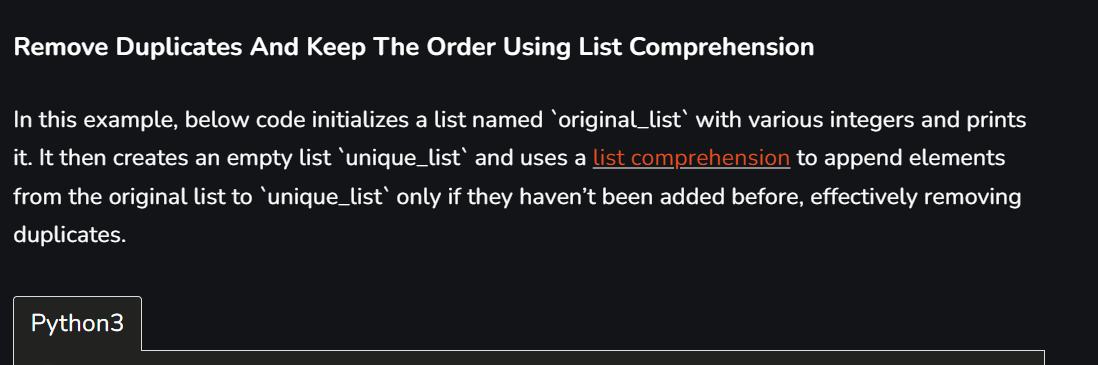 Remove Duplicates And Keep The Order Using List Comprehension
In this example, below code initializes a list named `original_list` with various integers and prints
it. It then creates an empty list `unique_list` and uses a list comprehension to append elements
from the original list to `unique_list` only if they haven’t been added before, effectively removing
duplicates.
Python3